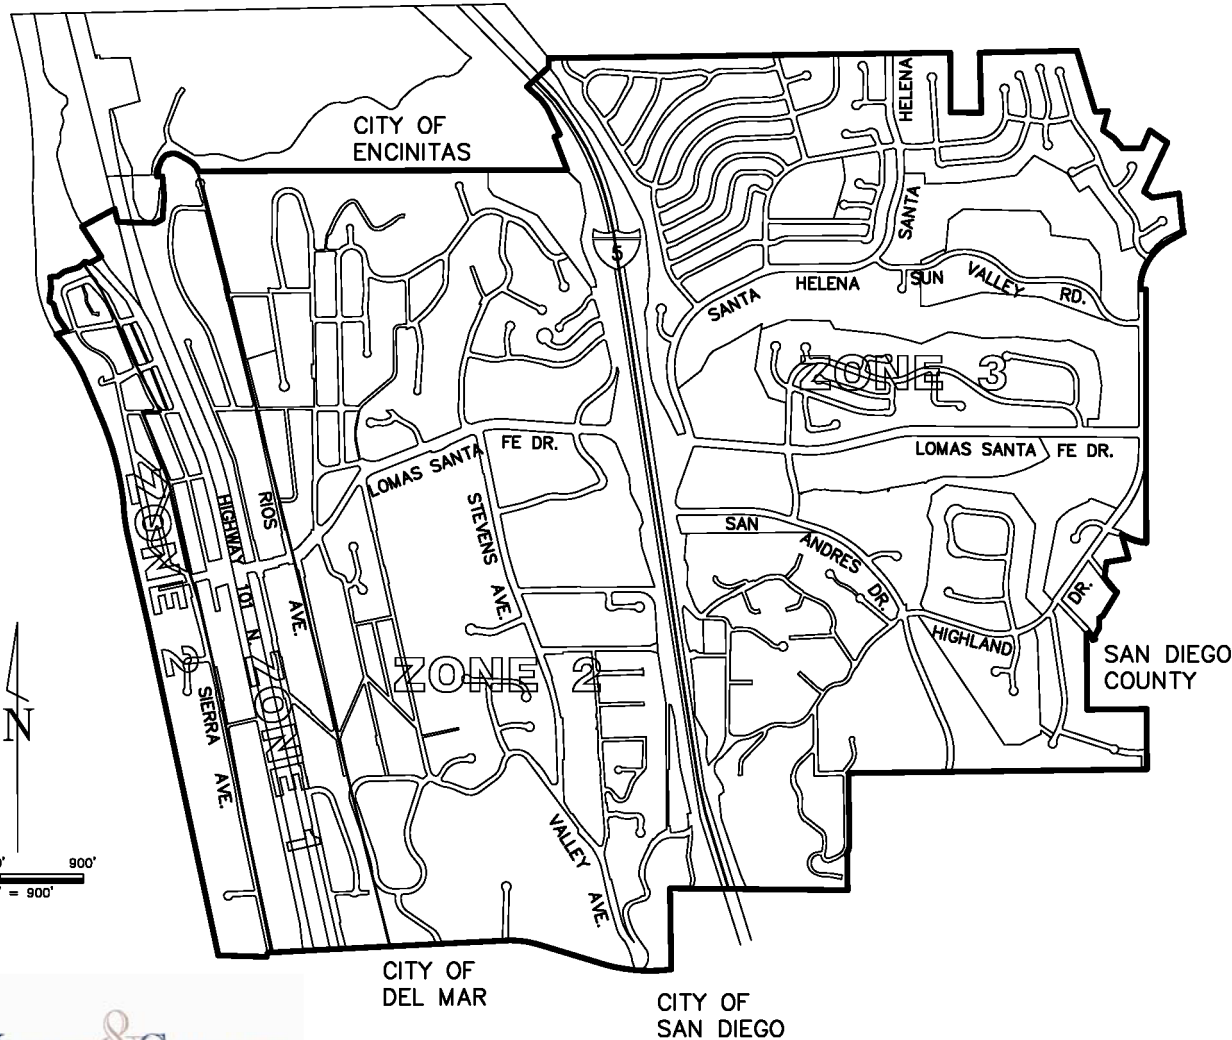 CITY OF
ENCINITAS
HELENA
SANTA
5
SANTA
HELENA
SUN
VALLEY
RD.
ZONE 3
LOMAS SANTA
FE DR.
LOMAS SANTA
FE DR.
ZONE 2
HIGHWAY
101 N.
RIOS
AVE.
STEVENS
AVE.
SAN
ANDRES
DR.
HIGHLAND
DR.
SAN DIEGO
COUNTY
ZONE 2
SIERRA
AVE.
ZONE 1
VALLEY
AVE.
N
900'
= 900'
CITY OF
DEL MAR
CITY OF
SAN DIEGO
&